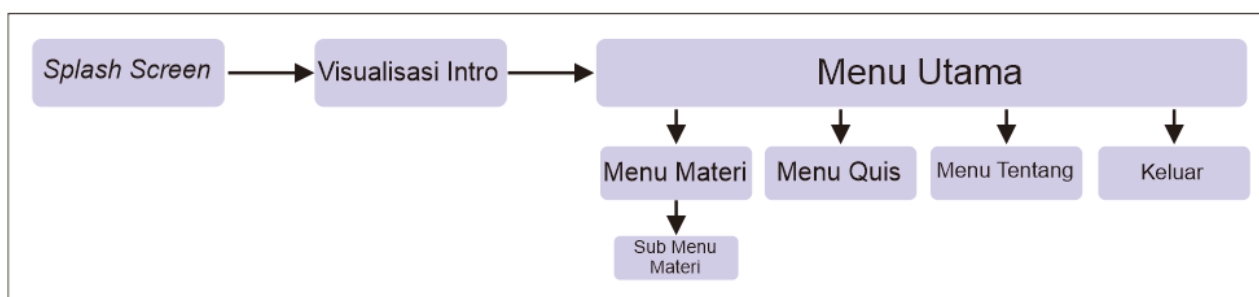 Splash Screen
Visualisasi Intro
Menu Utama
Menu Materi
Menu Quis
Menu Tentang
Keluar
Sub Menu
Materi